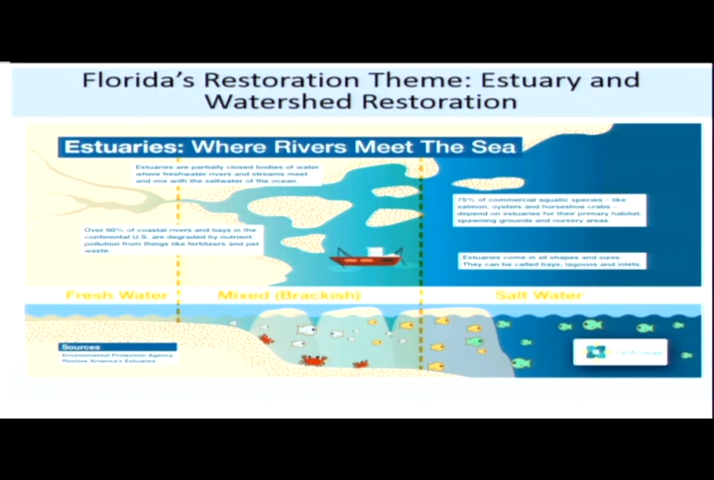 Florida's Restoration Theme: Estuary and
Watershed Restoration
Estuaries: Where Rivers Meet The Sea
Estuaries are partially closed bodies of water
where freshwater rivers and streams meet
and mix with the saltwater of the ocean.
75% of commercial aquatic species - like
salmon, oysters and horseshoe crabs -
depend on estuaries for their primary habitat,
spawning grounds and nursery areas.
Over 80% of coastal rivers and bays in the
continental U.S. are degraded by nutrient
pollution from things like fertilizers and pet
waste.
Estuaries come in all shapes and sizes.
They can be called bays, lagoons and inlets.
Fresh Water
Mixed (Brackish)
Salt Water
Sources
Environmental Protection Agency
Restore America's Estuaries